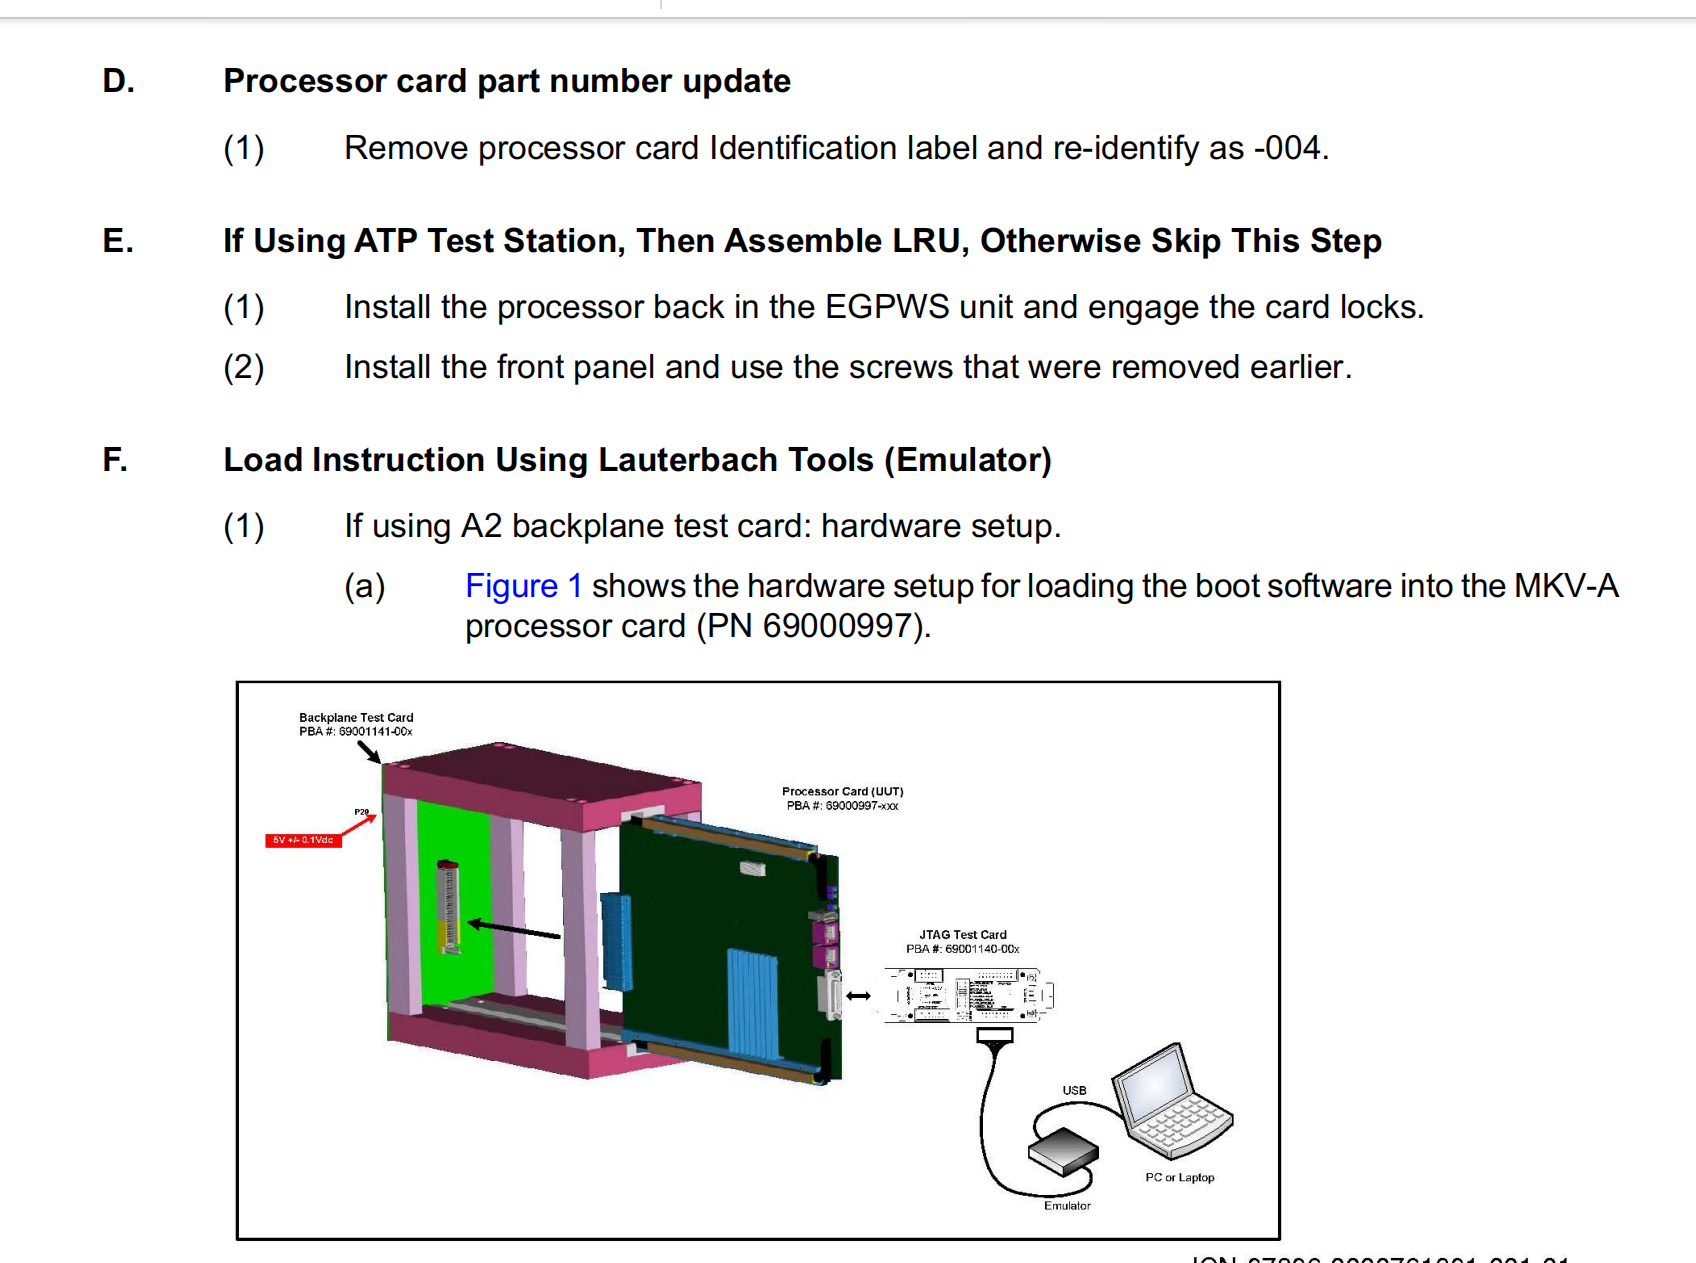 D. Processor card part number update
(1) Remove processor card Identification label and re-identify as -004.
E. If Using ATP Test Station, Then Assemble LRU, Otherwise Skip This Step
(1) Install the processor back in the EGPWS unit and engage the card locks.
(2) Install the front panel and use the screws that were removed earlier.
F. Load Instruction Using Lauterbach Tools (Emulator)
(1) If using A2 backplane test card: hardware setup.
(a) Figure 1 shows the hardware setup for loading the boot software into the MKV-A
processor card (PN 69000997).
Backplane Test Card
PBA #: 69001141-00x
P20
5V +/- 0.1Vdc
Processor Card (UUT)
PBA #: 69000997-xxx
JTAG Test Card
PBA #: 69001140-00x
USB
PC or Laptop
Emulator